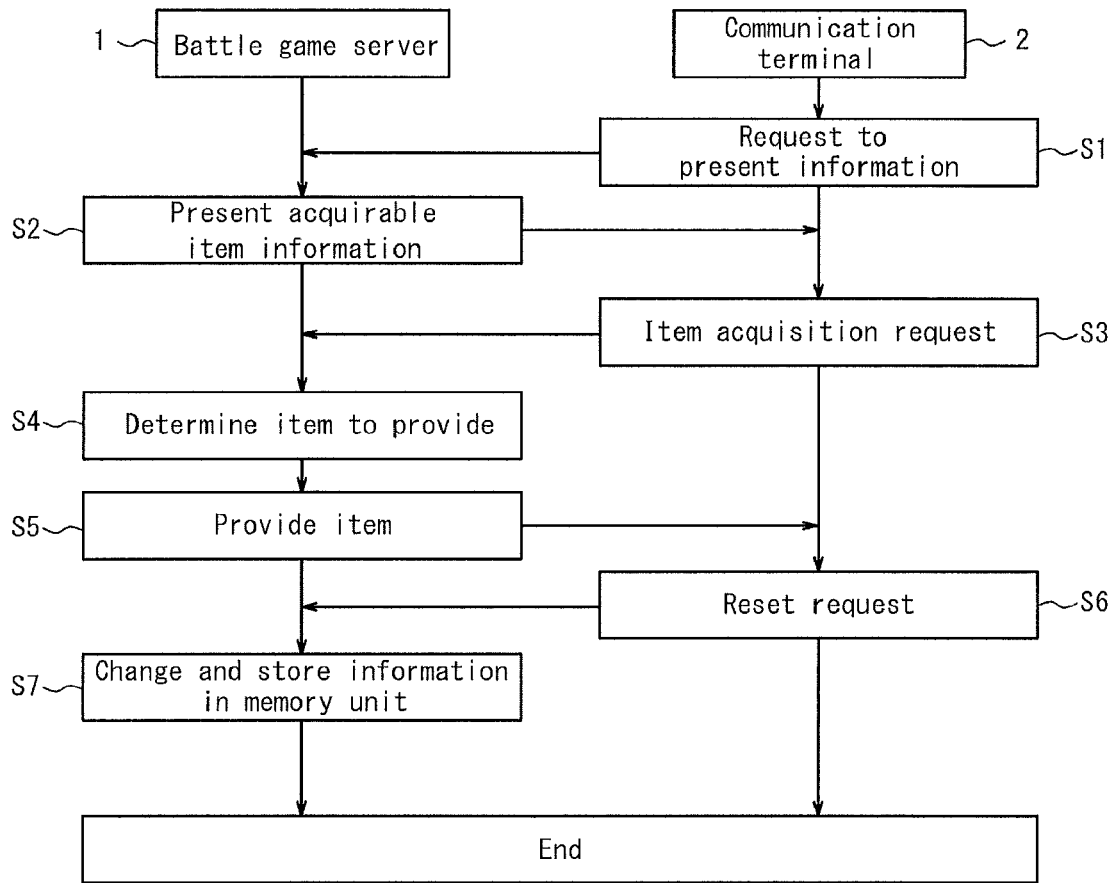 1
Battle game server
Communication
terminal
2
Request to
present information
S1
S2
Present acquirable
item information
Item acquisition request
S3
S4
Determine item to provide
S5
Provide item
Reset request
S6
S7
Change and store information
in memory unit
End